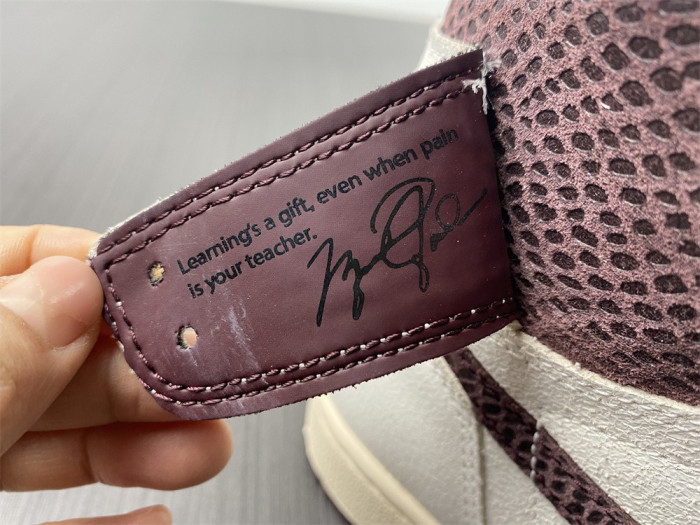 Learning's a gift, even when pain
is your teacher.